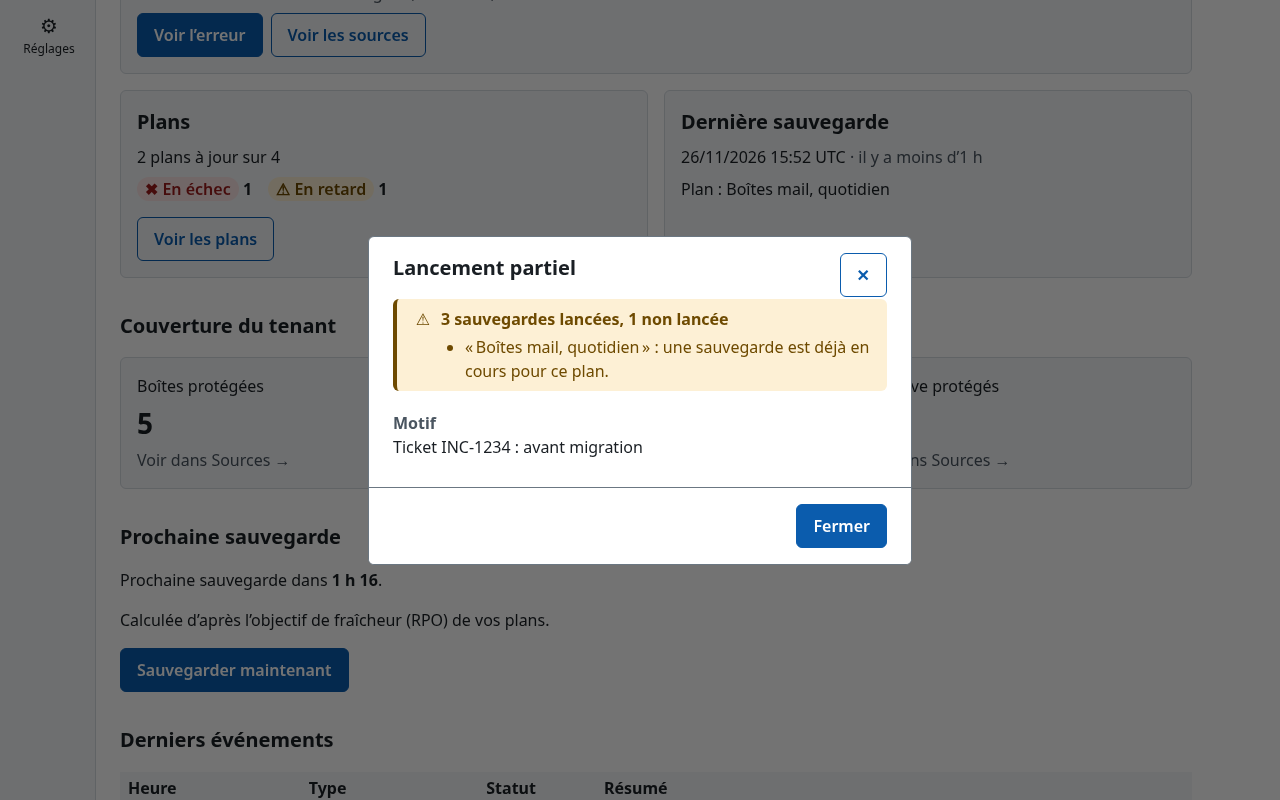 ⚙
Réglages
Voir l’erreur
Voir les sources
Plans
2 plans à jour sur 4
✖ En échec 1 ⚠ En retard 1
Voir les plans
Dernière sauvegarde
26/11/2026 15:52 UTC · il y a moins d’1 h
Plan : Boîtes mail, quotidien
Lancement partiel
×
⚠ 3 sauvegardes lancées, 1 non lancée
• « Boîtes mail, quotidien » : une sauvegarde est déjà en
cours pour ce plan.
Motif
Ticket INC-1234 : avant migration
Fermer
Couverture du tenant
Boîtes protégées
5
Voir dans Sources →
protégés
Sources →
Prochaine sauvegarde
Prochaine sauvegarde dans 1 h 16.
Calculée d’après l’objectif de fraîcheur (RPO) de vos plans.
Sauvegarder maintenant
Derniers événements
Heure Type Statut Résumé